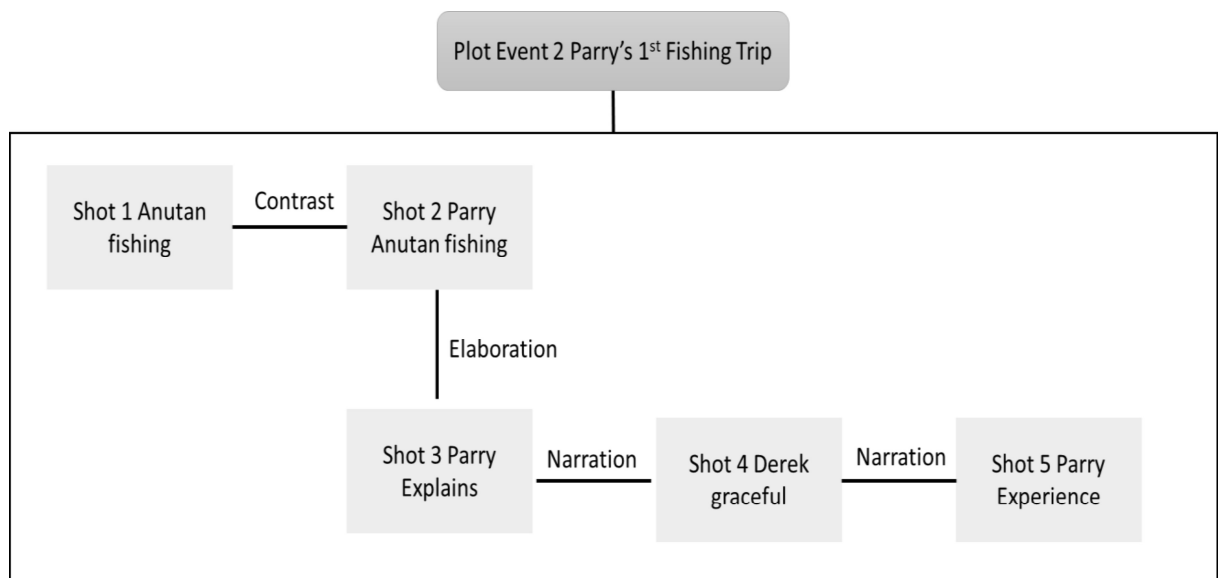 Plot Event 2 Parry's 1st Fishing Trip
Shot 1 Anutan
fishing
Contrast
Shot 2 Parry
Anutan fishing
Elaboration
Shot 3 Parry
Explains
Narration
Shot 4 Derek
graceful
Narration
Shot 5 Parry
Experience